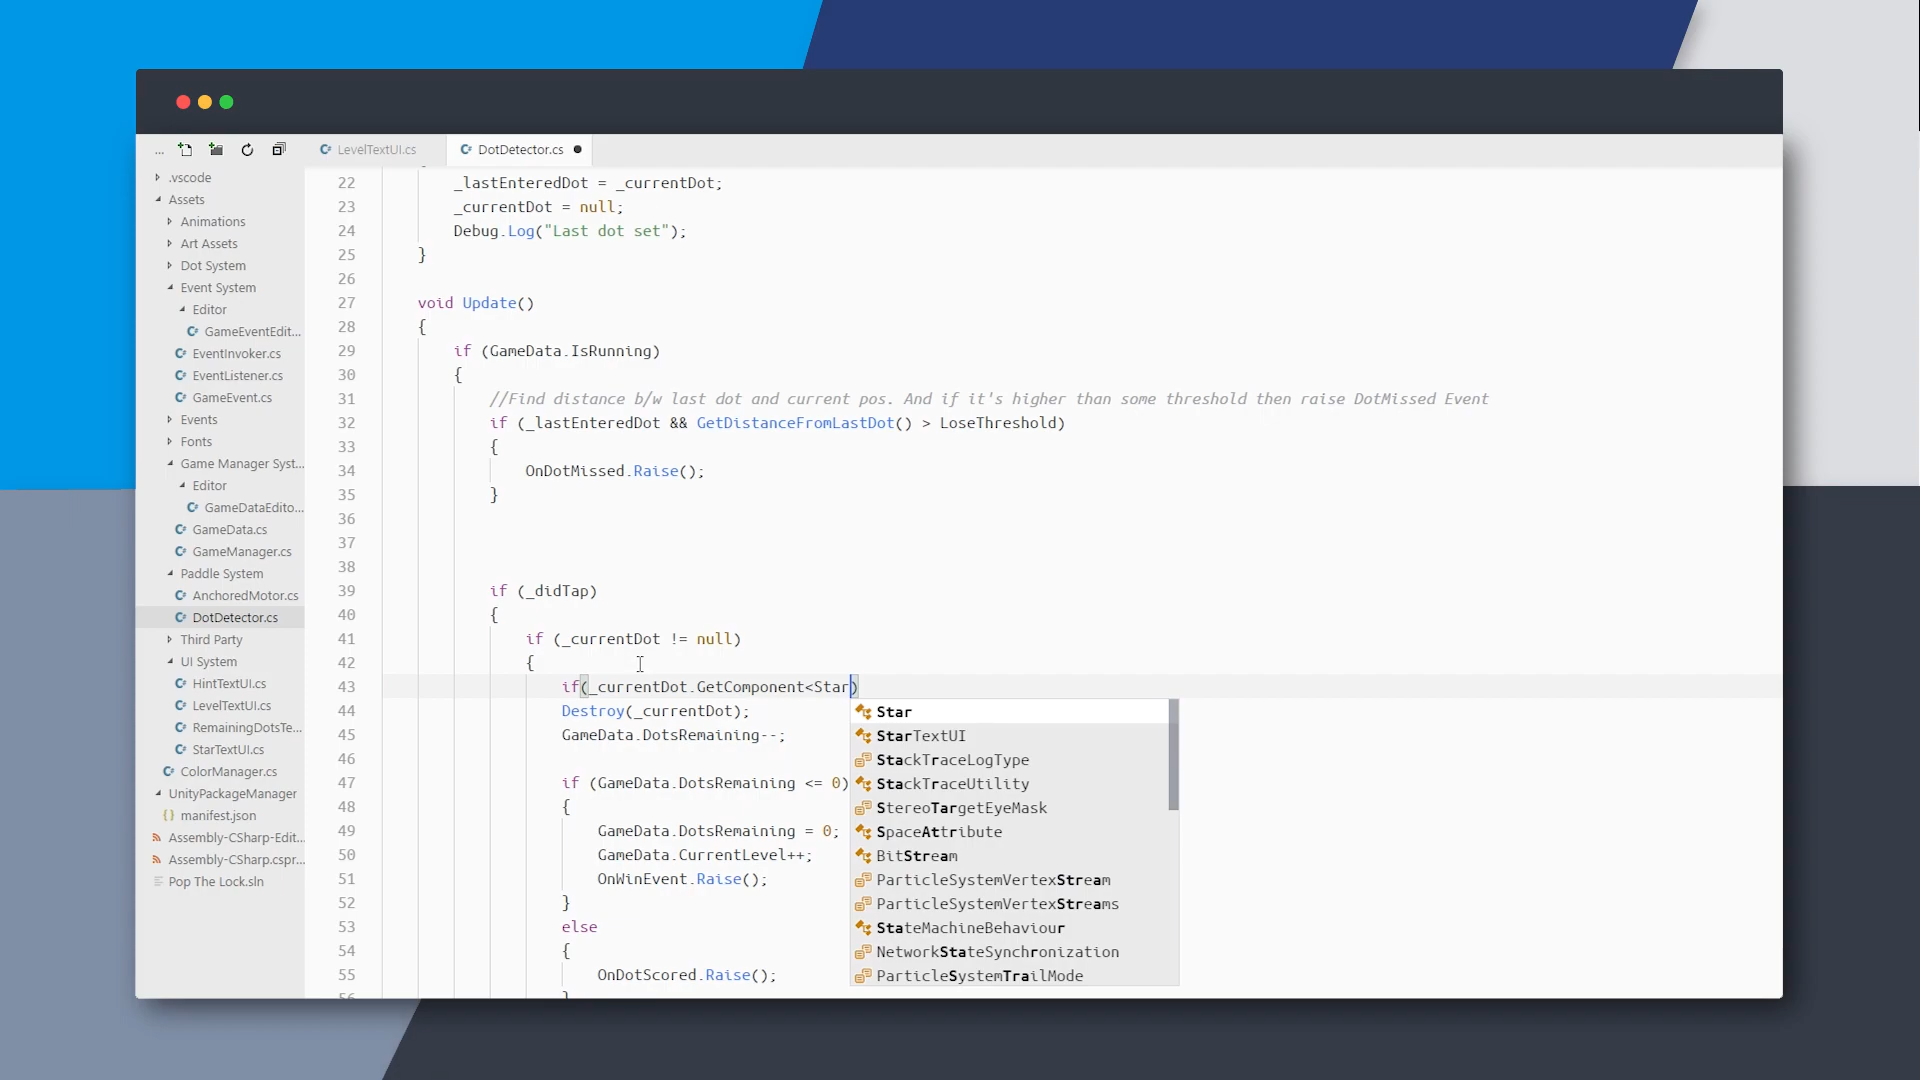 ...
LevelTextUI.cs
DotDetector.cs
.vscode
Assets
Animations
Art Assets
Dot System
Event System
Editor
GameEventEdit...
EventInvoker.cs
EventListener.cs
GameEvent.cs
Events
Fonts
Game Manager Syst...
Editor
GameDataEdito...
GameData.cs
GameManager.cs
Paddle System
AnchoredMotor.cs
DotDetector.cs
Third Party
UI System
HintTextUI.cs
LevelTextUI.cs
RemainingDotsTe...
StarTextUI.cs
ColorManager.cs
UnityPackageManager
{} manifest.json
Assembly-CSharp-Edit...
Assembly-CSharp.cspr...
Pop The Lock.sln
22 _lastEnteredDot = _currentDot;
23 _currentDot = null;
24 Debug.Log("Last dot set");
25 }
26
27 void Update()
28 {
29 if (GameData.IsRunning)
30 {
31 //Find distance b/w last dot and current pos. And if it's higher than some threshold then raise DotMissed Event
32 if (_lastEnteredDot && GetDistanceFromLastDot() > LoseThreshold)
33 {
34 OnDotMissed.Raise();
35 }
36
37
38
39 if (_didTap)
40 {
41 if (_currentDot != null)
42 {
43 if(_currentDot.GetComponent<Star)
44 Destroy(_currentDot);
45 GameData.DotsRemaining--;
46
47 if (GameData.DotsRemaining <= 0)
48 {
49 GameData.DotsRemaining = 0;
50 GameData.CurrentLevel++;
51 OnWinEvent.Raise();
52 }
53 else
54 {
55 OnDotScored.Raise();
56 }
Star
StarTextUI
StackTraceLogType
StackTraceUtility
StereoTargetEyeMask
SpaceAttribute
BitStream
ParticleSystemVertexStream
ParticleSystemVertexStreams
StateMachineBehaviour
NetworkStateSynchronization
ParticleSystemTrailMode